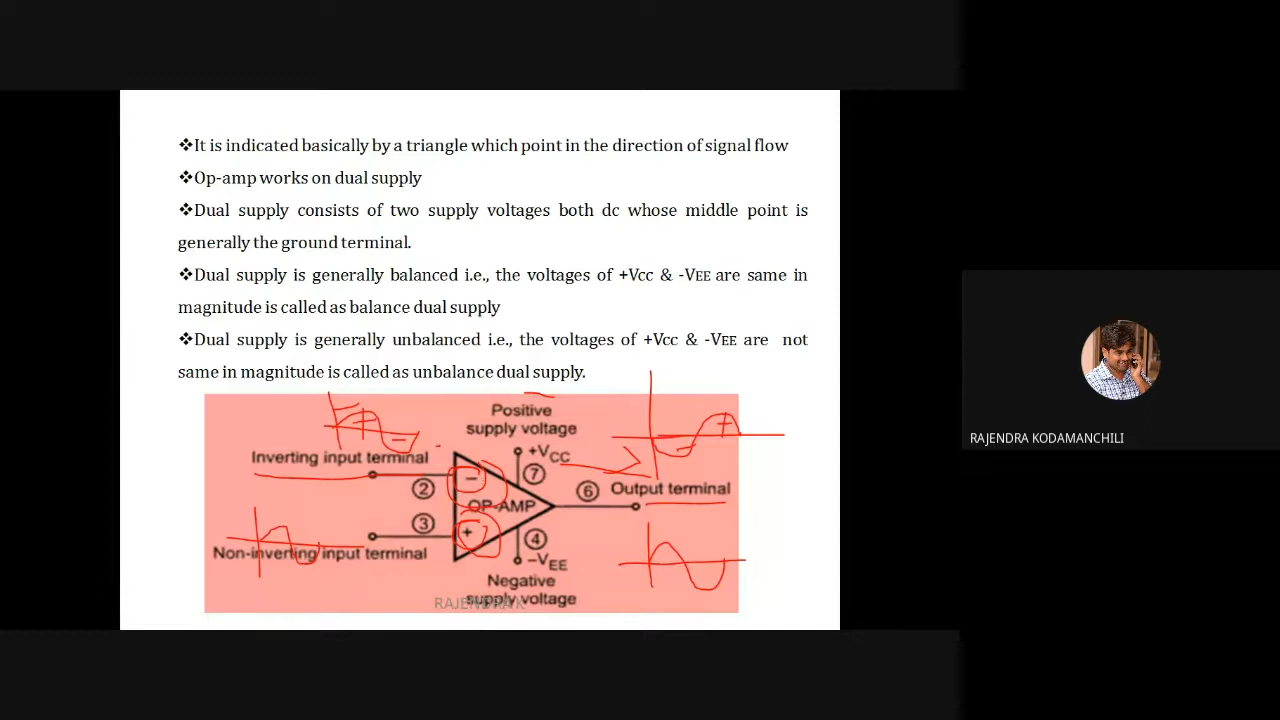 ❖It is indicated basically by a triangle which point in the direction of signal flow
❖Op-amp works on dual supply
❖Dual supply consists of two supply voltages both dc whose middle point is
generally the ground terminal.
❖Dual supply is generally balanced i.e., the voltages of +Vcc & -VEE are same in
magnitude is called as balance dual supply
❖Dual supply is generally unbalanced i.e., the voltages of +Vcc & -VEE are not
same in magnitude is called as unbalance dual supply.
Positive
supply voltage
+VCC
Inverting input terminal
−
7
2
OP-AMP
6
Output terminal
3
+
4
Non-inverting input terminal
−VEE
Negative
supply voltage
RAJENDRA K
RAJENDRA KODAMANCHILI